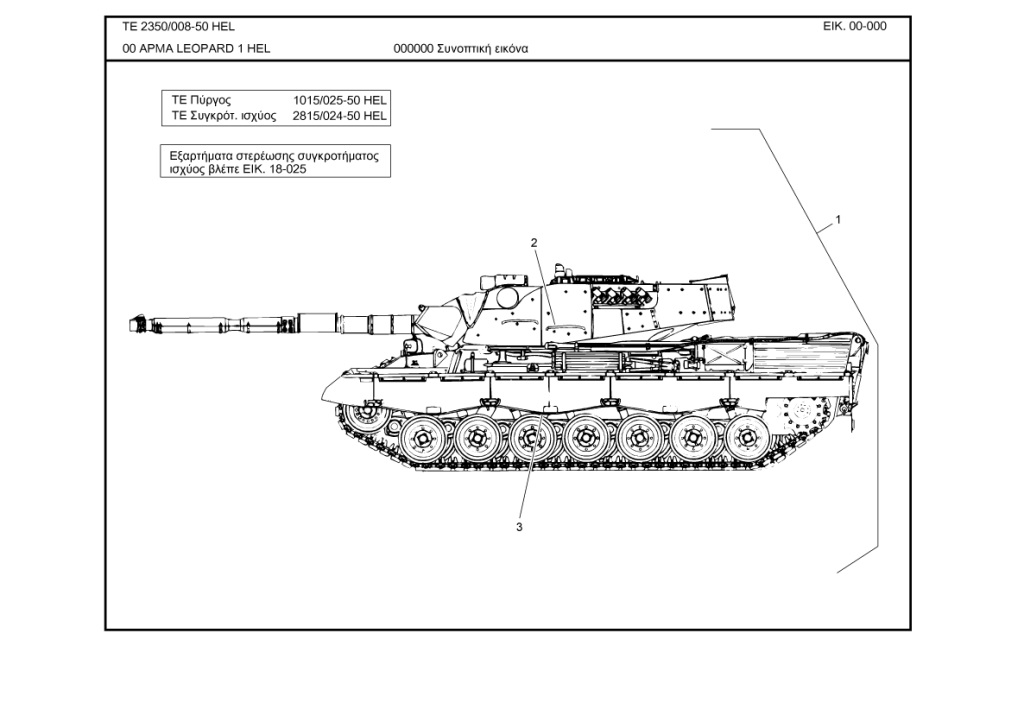 TE 2350/008-50 HEL
ΕΙΚ. 00-000
00 ΑΡΜΑ LEOPARD 1 HEL
000000 Συνοπτική εικόνα
ΤΕ Πύργος 1015/025-50 HEL
ΤΕ Συγκρότ. ισχύος 2815/024-50 HEL
Εξαρτήματα στερέωσης συγκροτήματος
ισχύος βλέπε ΕΙΚ. 18-025
1
2
3